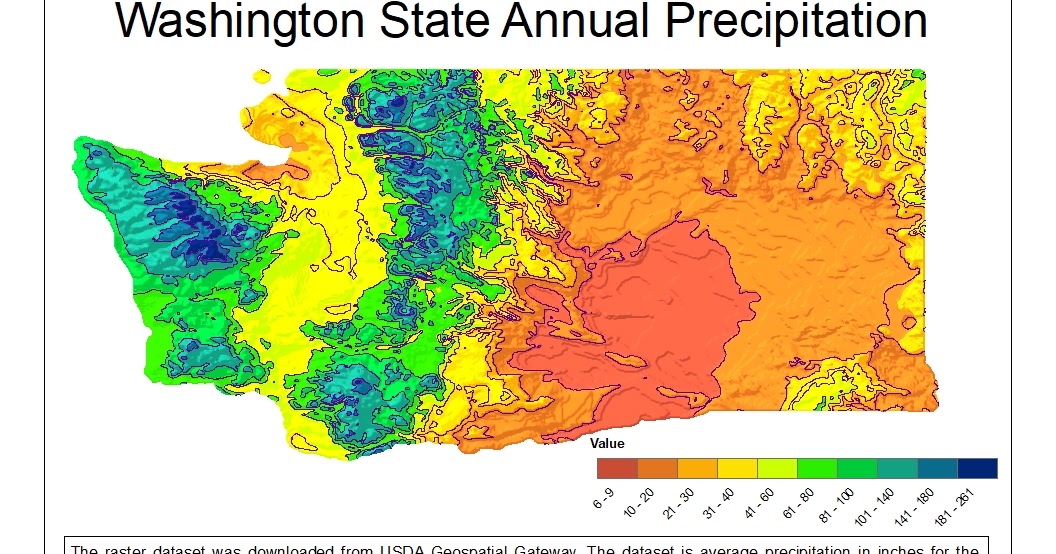 Washington State Annual Precipitation
Value
6 - 9
10 - 20
21 - 30
31 - 40
41 - 60
61 - 80
81 - 100
101 - 140
141 - 180
181 - 261
The raster dataset was downloaded from USDA Geospatial Gateway. The dataset is average precipitation in inches for the